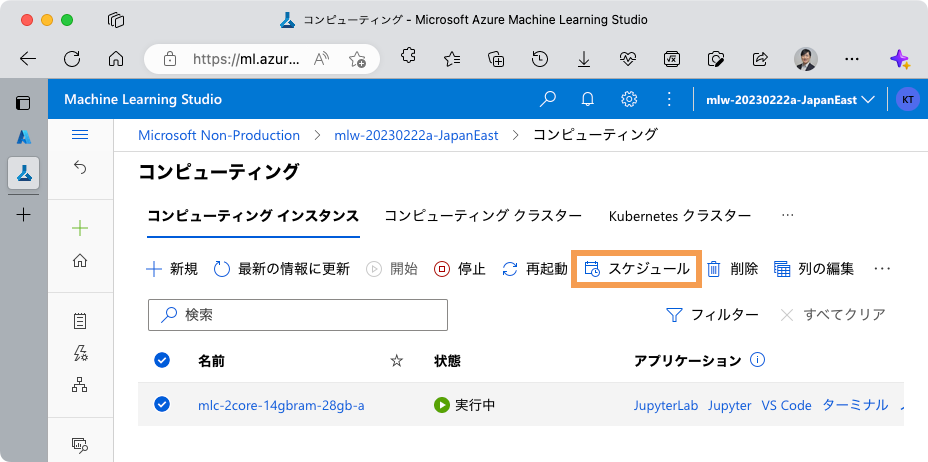 コンピューティング - Microsoft Azure Machine Learning Studio
https://ml.azur...
Machine Learning Studio
mlw-20230222a-JapanEast
KT
Microsoft Non-Production > mlw-20230222a-JapanEast > コンピューティング
コンピューティング
コンピューティング インスタンス コンピューティング クラスター Kubernetes クラスター ...
新規 最新の情報に更新 開始 停止 再起動 スケジュール 削除 列の編集 ...
検索 フィルター すべてクリア
名前 状態 アプリケーション
mlc-2core-14gbram-28gb-a 実行中 JupyterLab Jupyter VS Code ターミナル